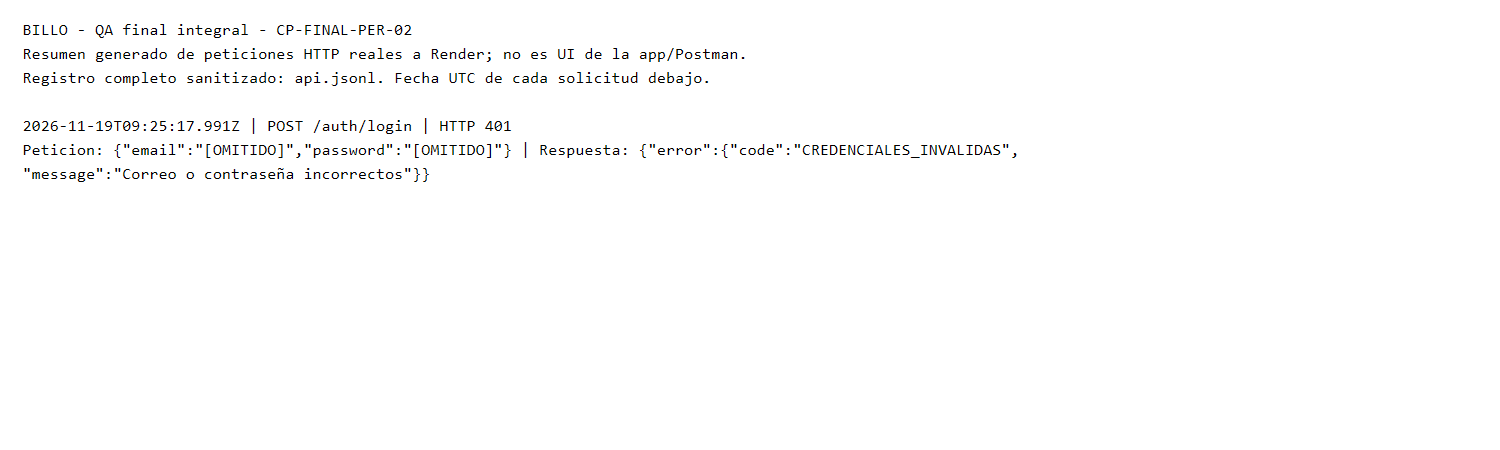 BILLO - QA final integral - CP-FINAL-PER-02
Resumen generado de peticiones HTTP reales a Render; no es UI de la app/Postman.
Registro completo sanitizado: api.jsonl. Fecha UTC de cada solicitud debajo.
2026-11-19T09:25:17.991Z | POST /auth/login | HTTP 401
Peticion: {"email":"[OMITIDO]","password":"[OMITIDO]"} | Respuesta: {"error":{"code":"CREDENCIALES_INVALIDAS",
"message":"Correo o contraseña incorrectos"}}